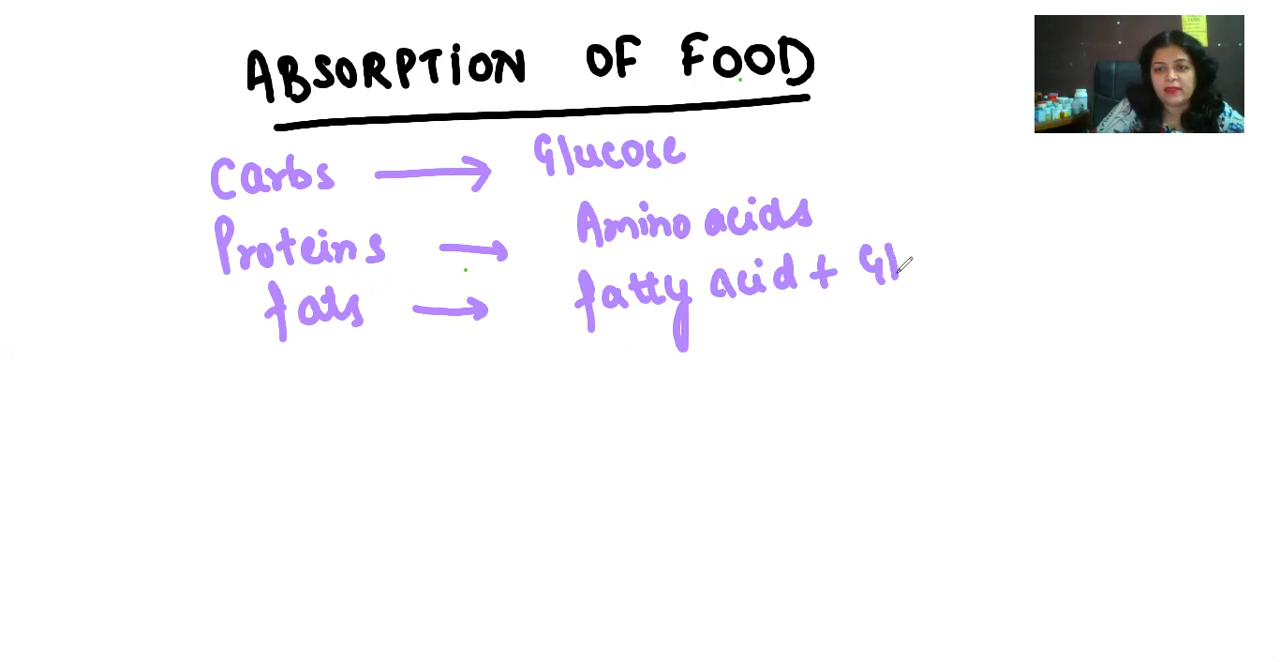 ABSORPTION OF FOOD
Carbs → Glucose
Proteins → Amino acids
fats → fatty acid + Gl